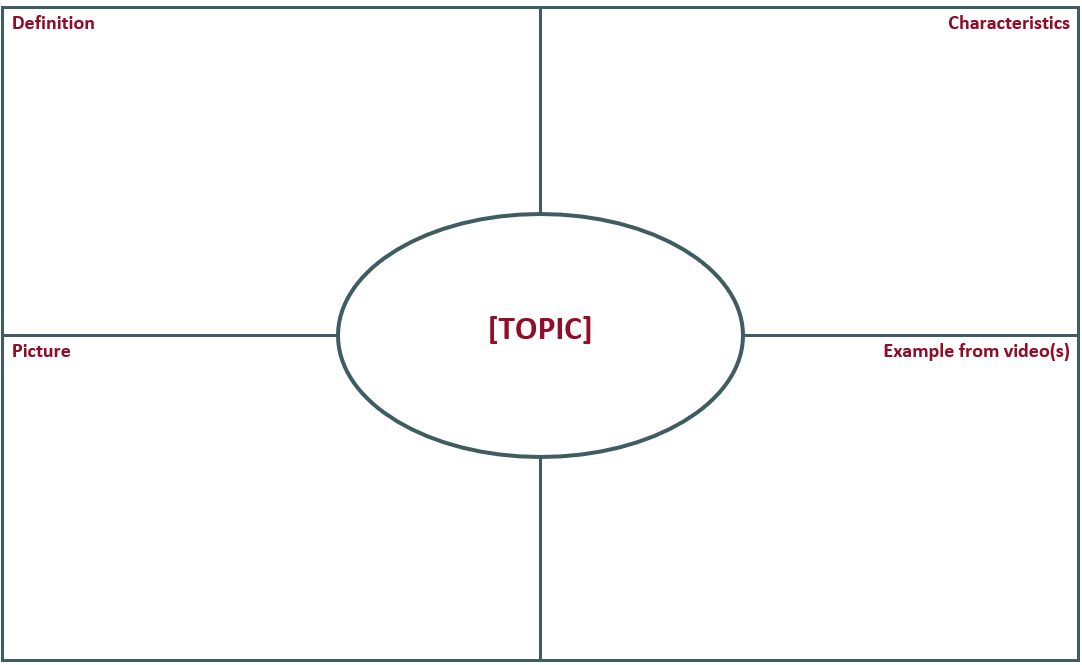 Definition
Characteristics
[TOPIC]
Picture
Example from video(s)